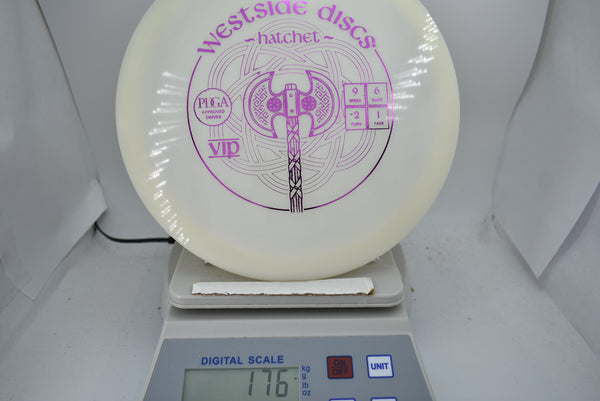 westside discs
~hatchet~
PDGA
APPROVED
DRIVER
9 6
SPEED GLIDE
-2 1
TURN FADE
VIP
DIGITAL SCALE
176
kg
g
lb
oz
ON
OFF
UNIT